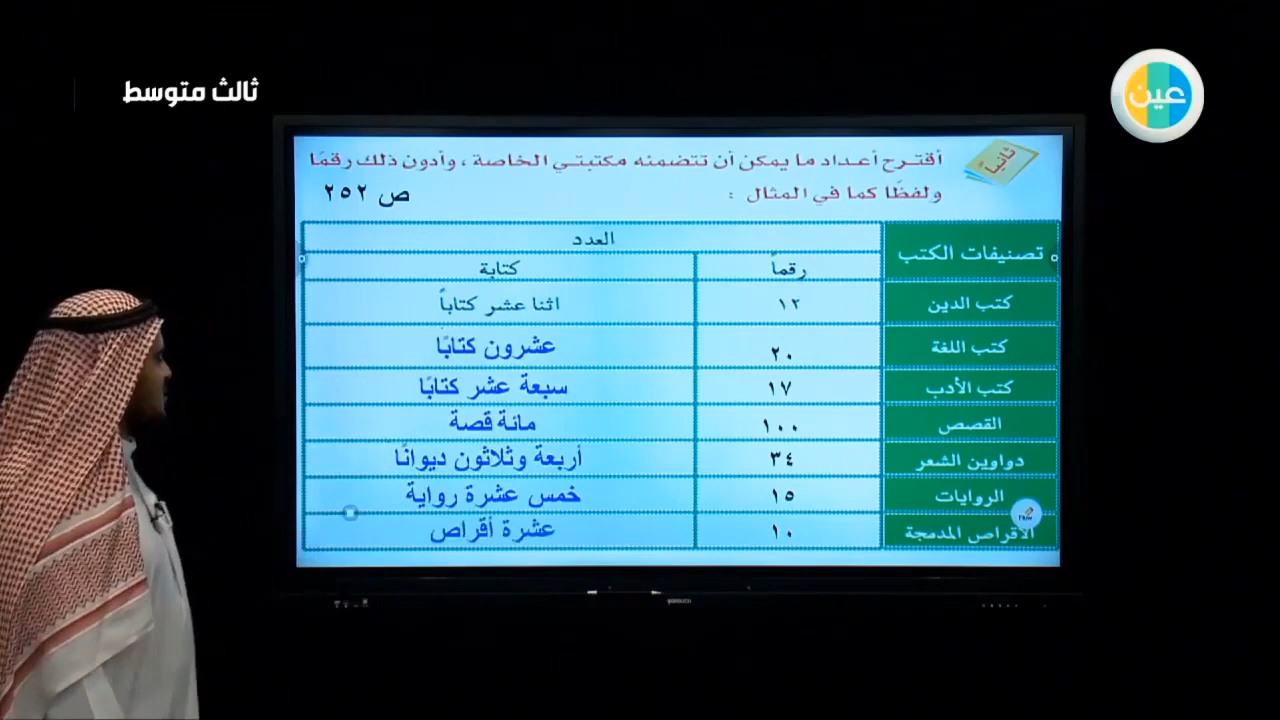 ثالث متوسط
عين
ثانياً
أقترح أعداد ما يمكن أن تتضمنه مكتبتي الخاصة ، وأدون ذلك رقمًا
ولفظًا كما في المثال :
ص ٢٥٢
تصنيفات الكتب
العدد
رقماً
كتابة
كتب الدين
١٢
اثنا عشر كتاباً
كتب اللغة
٢٠
عشرون كتابًا
كتب الأدب
١٧
سبعة عشر كتابًا
القصص
١٠٠
مائة قصة
دواوين الشعر
٣٤
أربعة وثلاثون ديوانًا
الروايات
١٥
خمس عشرة رواية
الأقراص المدمجة
١٠
عشرة أقراص